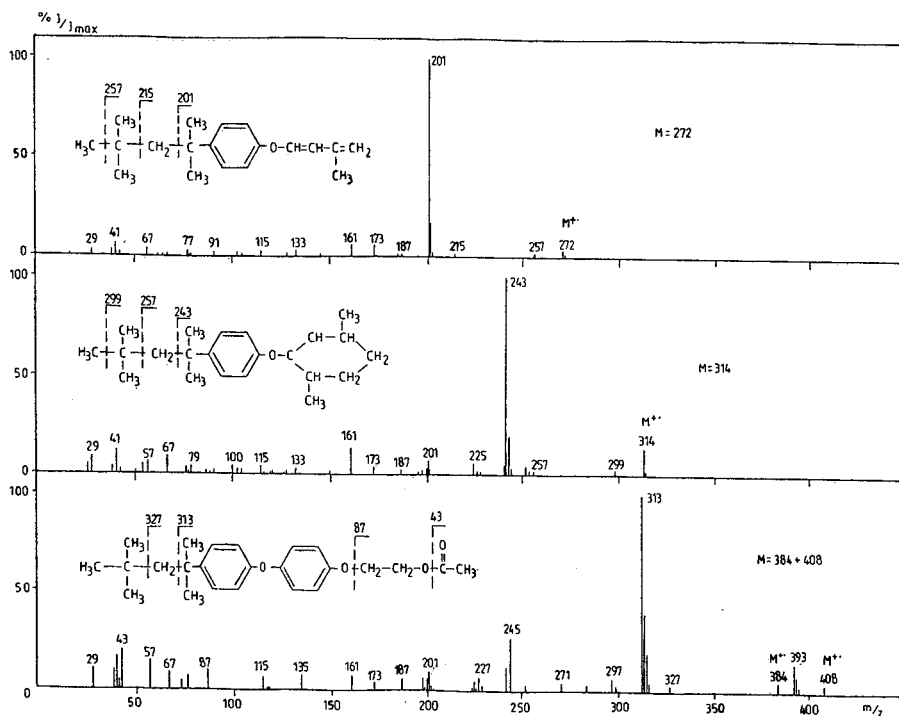 % J/Jmax
100
50
0
257 215 201
CH3 CH3
H3C C CH2 C O-CH=CH-C=CH2
CH3 CH3 CH3
M = 272
201
29 41 67 77 91 115 133 161 173 187 215 257 272
M+·
100
50
0
299 257 243
CH3 CH3 CH3
H3C C CH2 C O C CH CH2
CH3 CH3 CH CH2
CH3
M=314
243
M+·
29 41 57 67 79 100 115 133 161 173 187 201 225 257 299 314
100
50
0
327 313 87 43
CH3 CH3 O
H3C C CH2 C O O CH2 CH2 O C CH3
CH3 CH3
M=384+408
313
29 43 57 67 87 115 135 161 173 187 201 227 245 271 297 327 384 393 408
M+· M+·
50 100 150 200 250 300 350 400 m/z